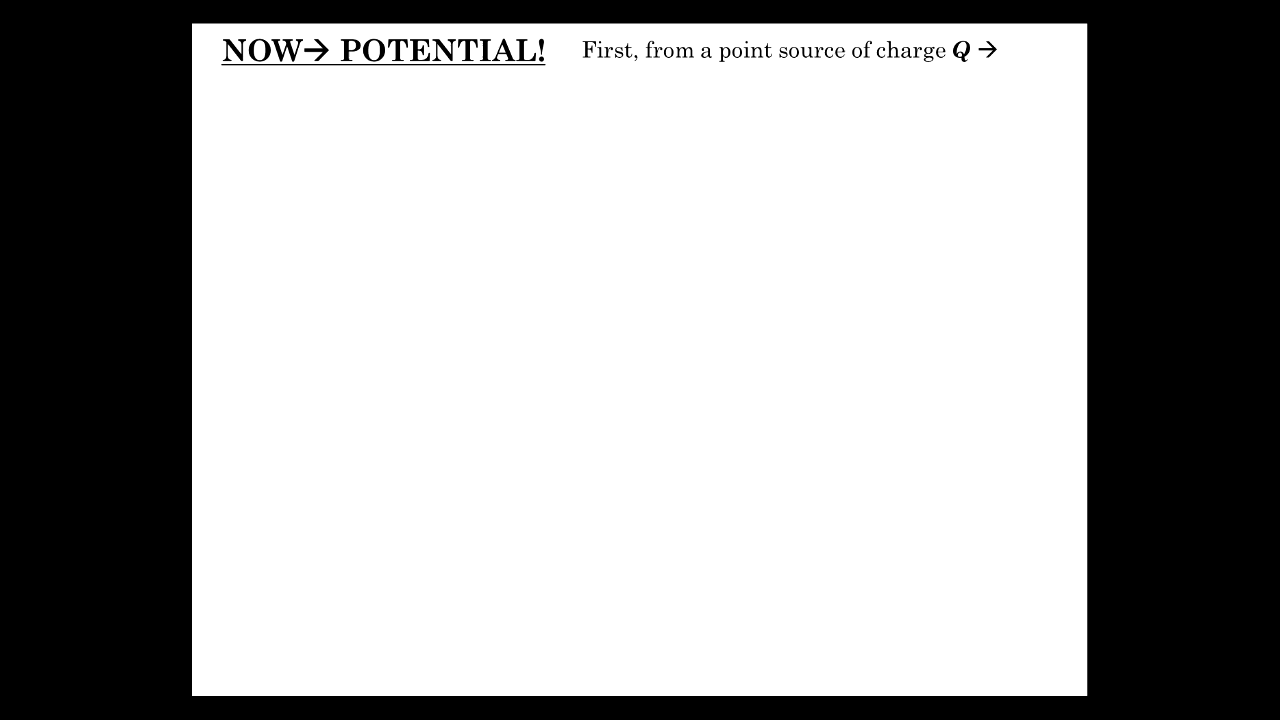 NOW→ POTENTIAL! First, from a point source of charge Q →